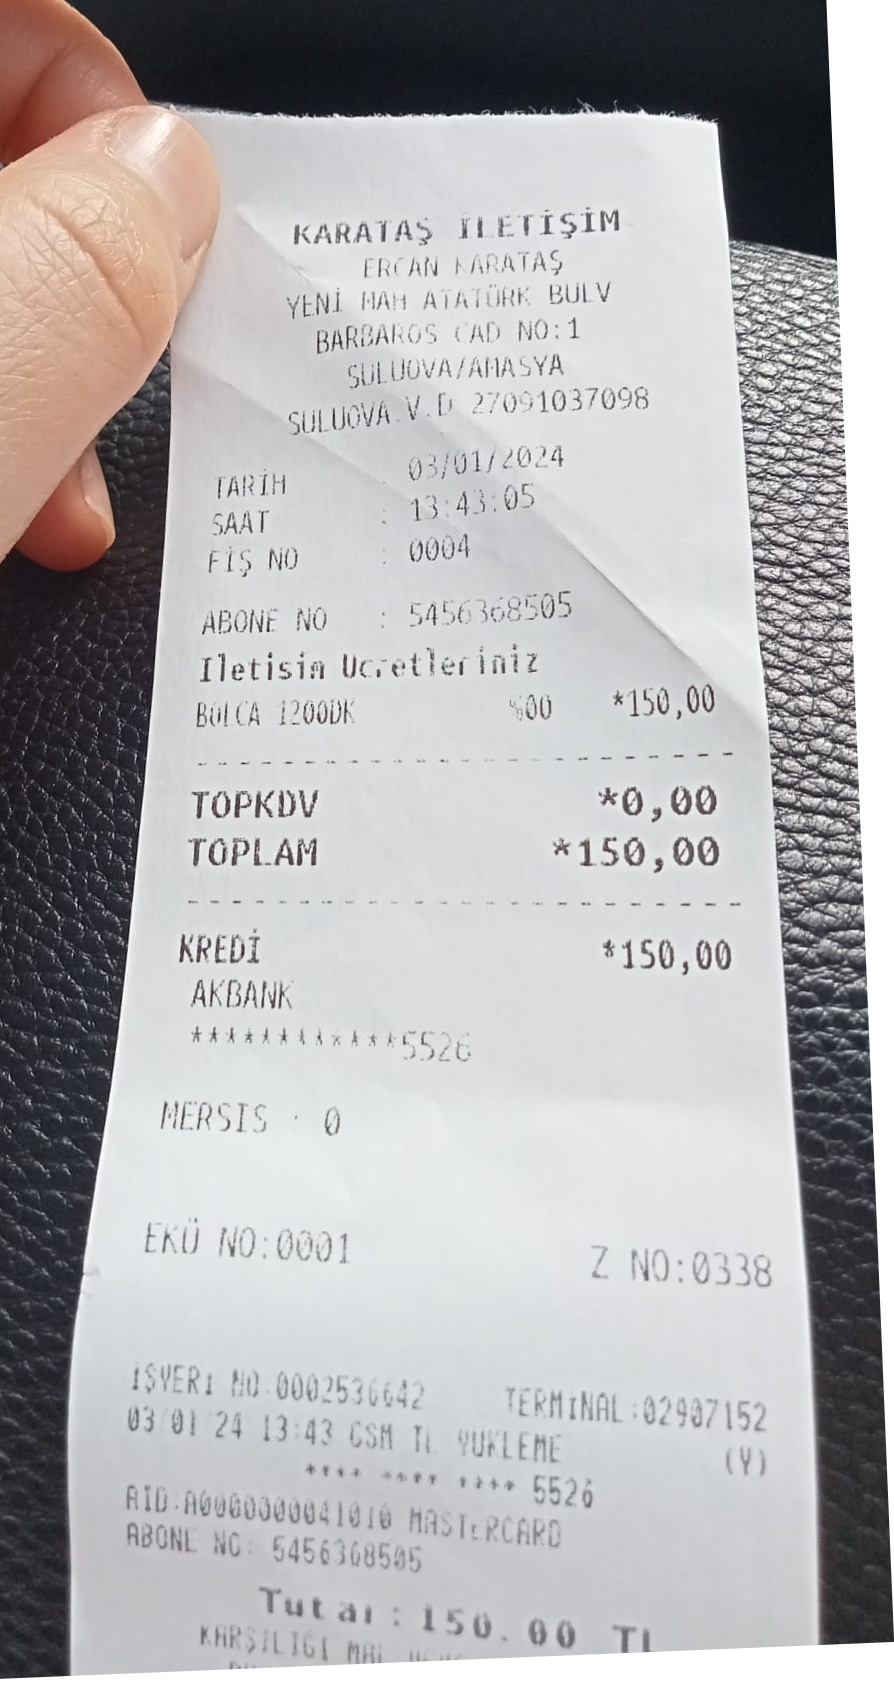 KARATAŞ İLETİŞİM
ERCAN KARATAŞ
YENİ MAH ATATÜRK BULV
BARBAROS CAD NO:1
SULUOVA/AMASYA
SULUOVA V.D 27091037098
TARİH : 03/01/2024
SAAT : 13:43:05
FİŞ NO : 0004
ABONE NO : 5456368505
Iletisim Ucretleriniz
BOLCA 1200DK %00 *150,00
TOPKDV *0,00
TOPLAM *150,00
KREDİ *150,00
AKBANK
************5526
MERSIS : 0
EKÜ NO:0001 Z NO:0338
İŞYERİ NO:0002536642 TERMİNAL:02907152
03/01/24 13:43 GSM TL YÜKLEME (Y)
**** **** **** 5526
AID:A0000000041010 MASTERCARD
ABONE NO: 5456368505
Tutar:150.00 TL
KARŞILIĞI MAL